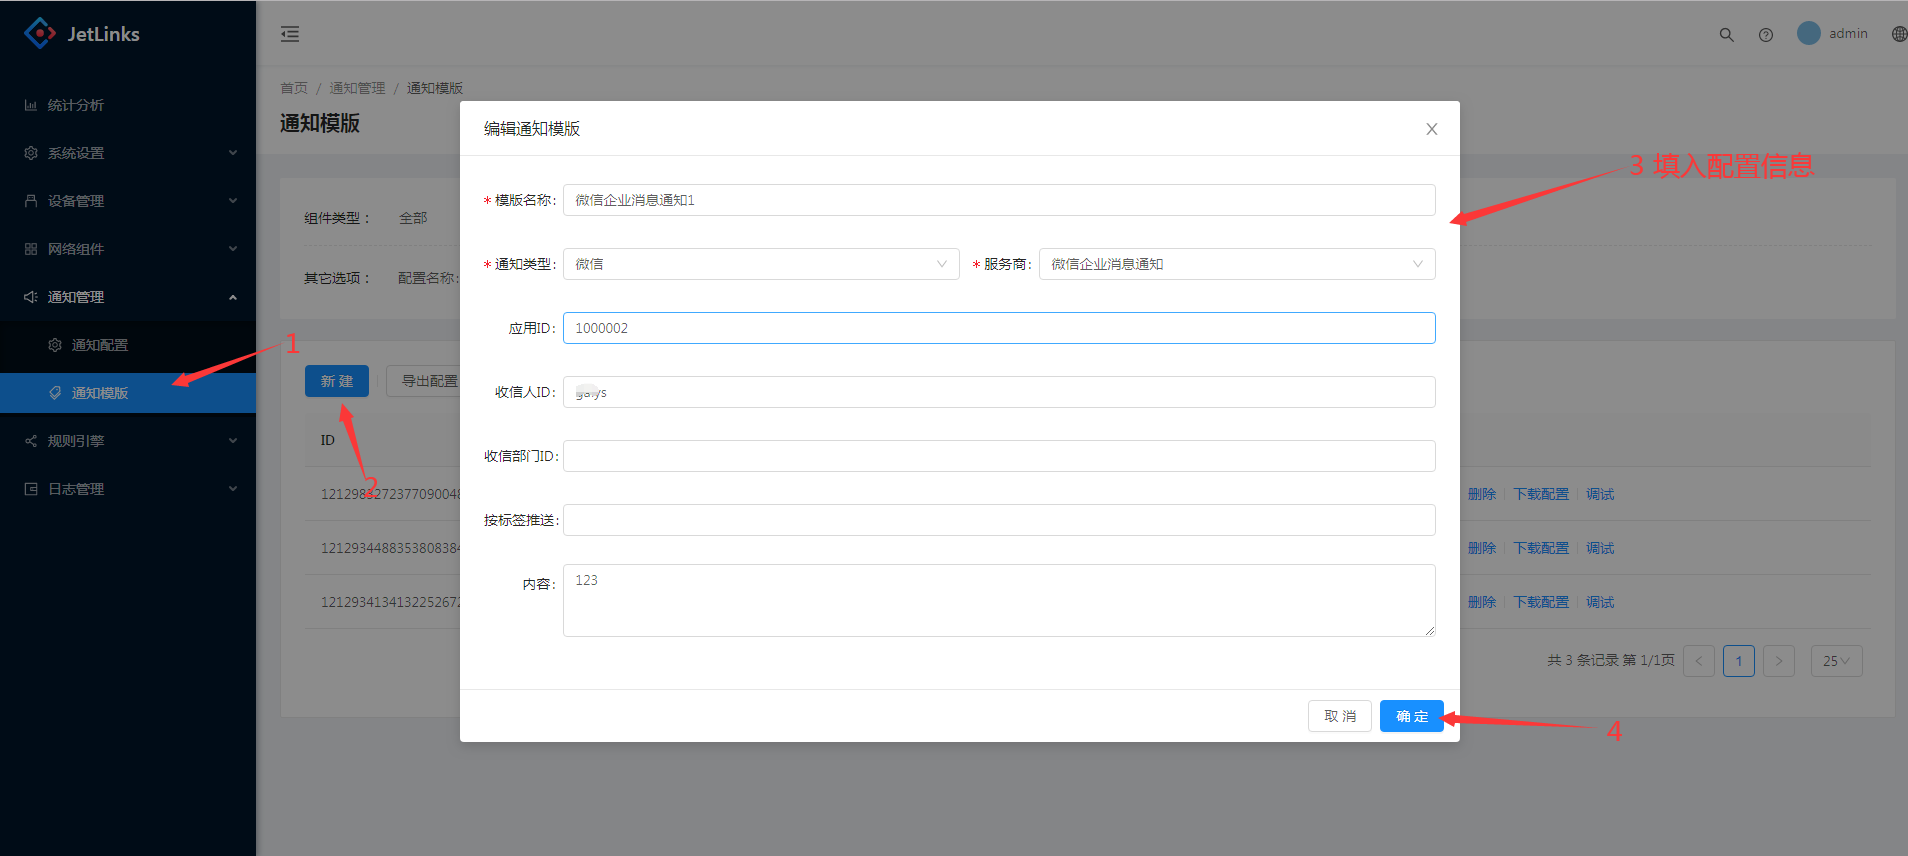 JetLinks
统计分析
系统设置
设备管理
网络组件
通知管理
通知配置
通知模版
规则引擎
日志管理
admin
首页 / 通知管理 / 通知模版
通知模版
组件类型：
全部
其它选项：
配置名称:
新 建
导出配置
ID
删除
下载配置
调试
1212934488353808384
删除
下载配置
调试
1212934134132252672
删除
下载配置
调试
共 3 条记录 第 1/1页
<
1
>
25
编辑通知模版
* 模版名称:
微信企业消息通知1
* 通知类型:
微信
* 服务商:
微信企业消息通知
应用ID:
1000002
收信人ID:
收信部门ID:
按标签推送:
内容:
123
取 消
确 定
1
2
3 填入配置信息
4